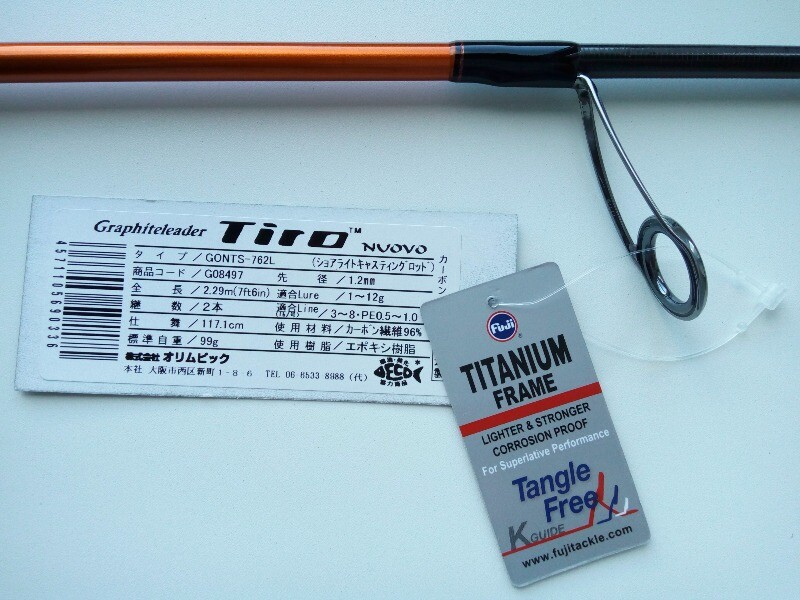 Graphiteleader Tiro™ NUOVO
タイプ／GONTS-762L (ショアライトキャスティングロッド)
商品コード／G08497 先径／1.2mm
全長／2.29m(7ft6in) 適合Lure／1～12g
継数／2本 適合Line／3～8・PE0.5～1.0
仕舞／117.1cm 使用材料／カーボン繊維96%
標準自重／99g 使用樹脂／エポキシ樹脂
株式会社 オリムピック
本社 大阪市西区新町1-8-6 TEL 06-6533-8988（代）
カーボン
4571105690336
ECO
製
Fuji®
TITANIUM
FRAME
LIGHTER & STRONGER
CORROSION PROOF
For Superlative Performance
Tangle
Free
K GUIDE
www.fujitackle.com